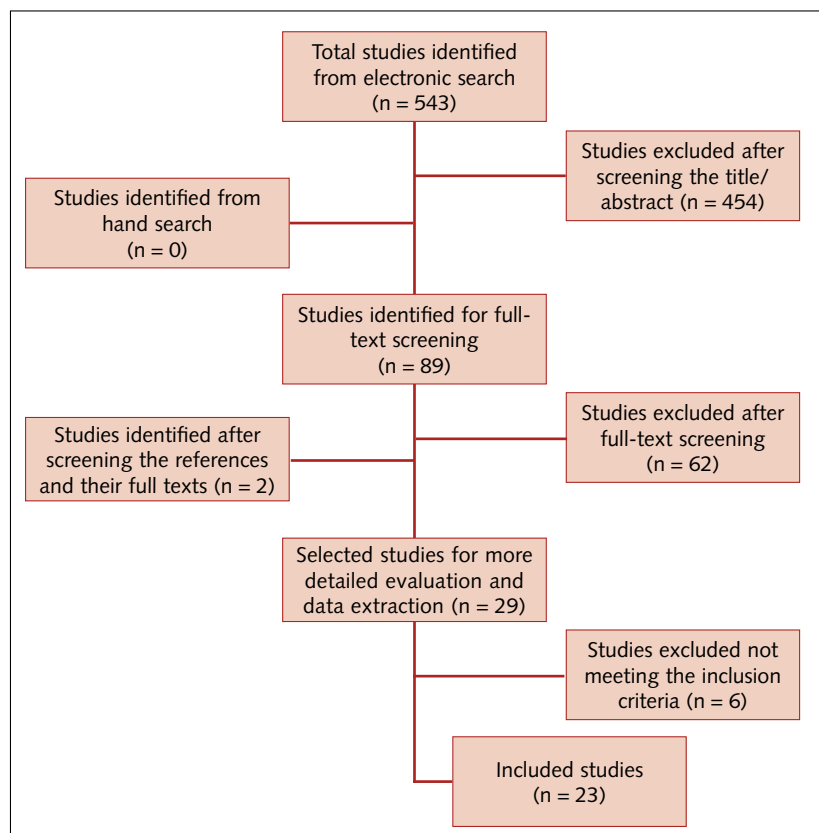 Total studies identified
from electronic search
(n = 543)
Studies excluded after
screening the title/
abstract (n = 454)
Studies identified from
hand search
(n = 0)
Studies identified for full-
text screening
(n = 89)
Studies excluded after
full-text screening
(n = 62)
Studies identified after
screening the references
and their full texts (n = 2)
Selected studies for more
detailed evaluation and
data extraction (n = 29)
Studies excluded not
meeting the inclusion
criteria (n = 6)
Included studies
(n = 23)